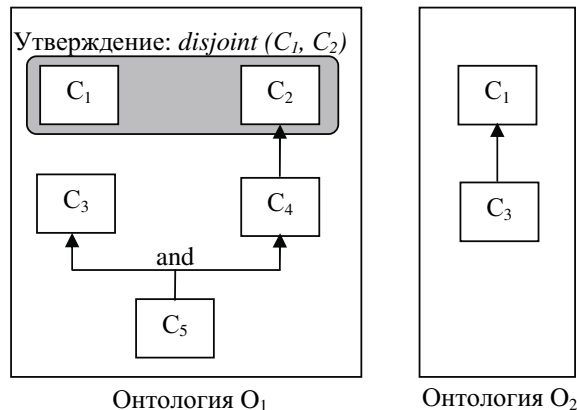 Утверждение: disjoint (C₁, C₂)
C₁
C₂
C₃
C₄
and
C₅
Онтология O₁
C₁
C₃
Онтология O₂